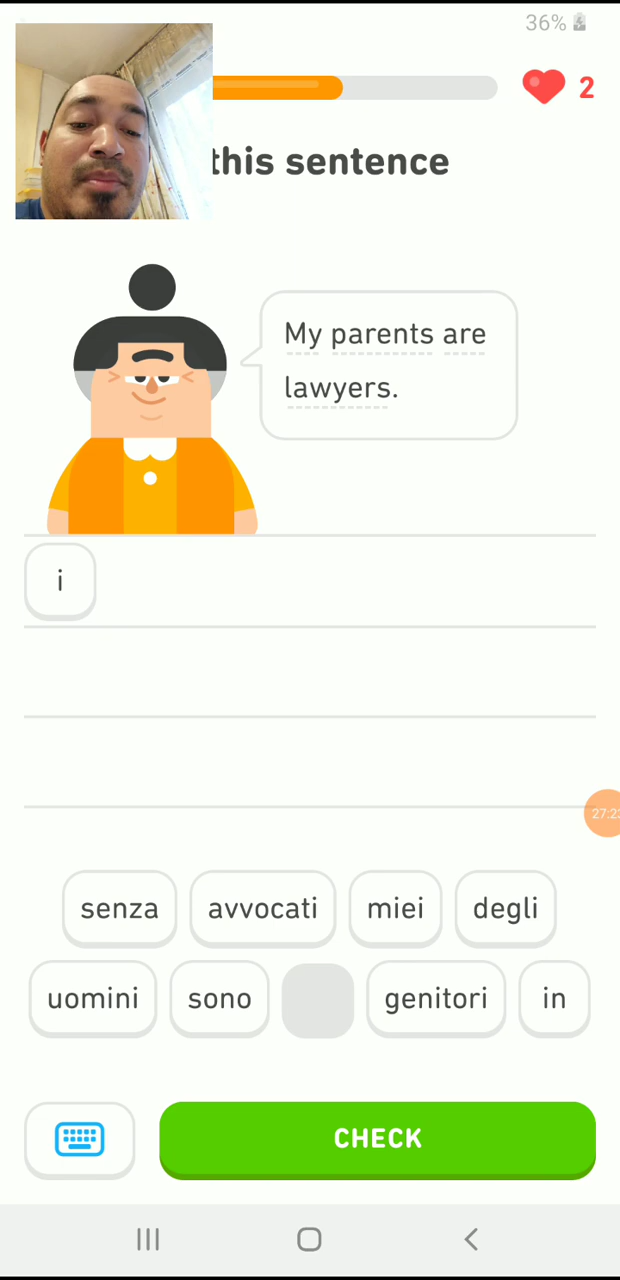 36%
2
this sentence
My parents are
lawyers.
i
senza avvocati miei degli
uomini sono genitori in
CHECK